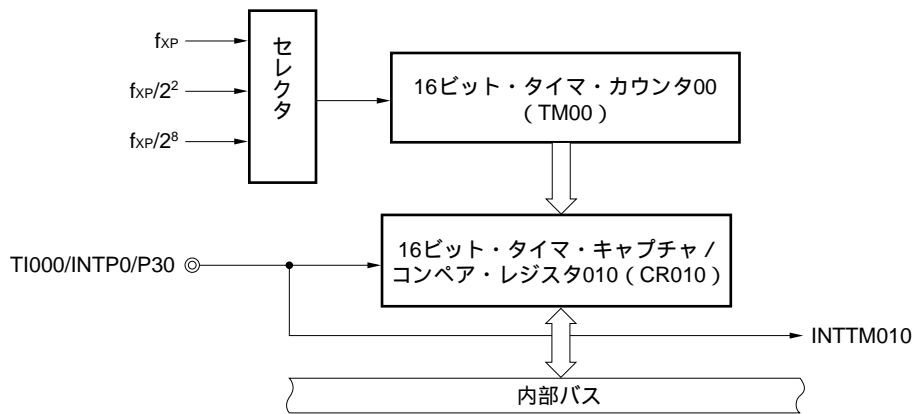 fXP
fXP/2²
fXP/2⁸
セレクタ
16ビット・タイマ・カウンタ00
（TM00）
TI000/INTP0/P30
16ビット・タイマ・キャプチャ/
コンペア・レジスタ010（CR010）
INTTM010
内部バス